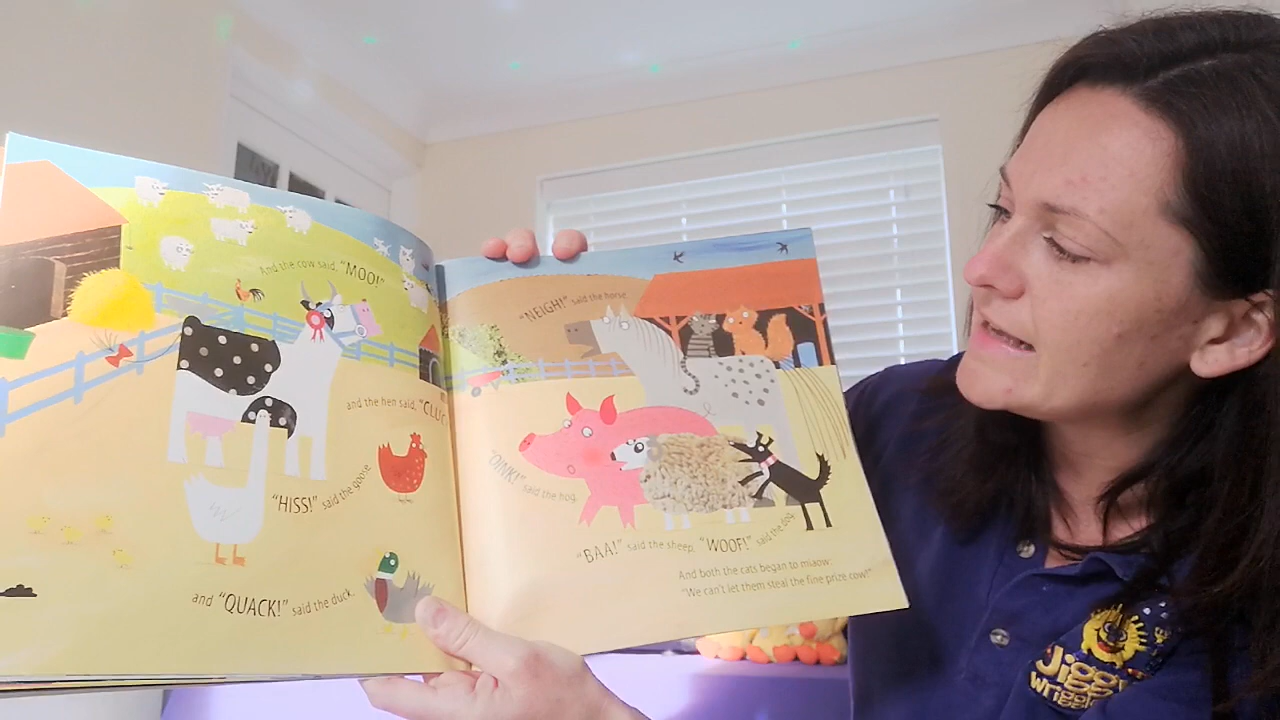 And the cow said, "MOO!"
and the hen said, "CLUC
"HISS!" said the goose
and "QUACK!" said the duck.
"NEIGH!" said the horse.
"OINK!" said the hog.
"BAA!" said the sheep. "WOOF!" said the dog.
And both the cats began to miaow:
"We can't let them steal the fine prize cow!"